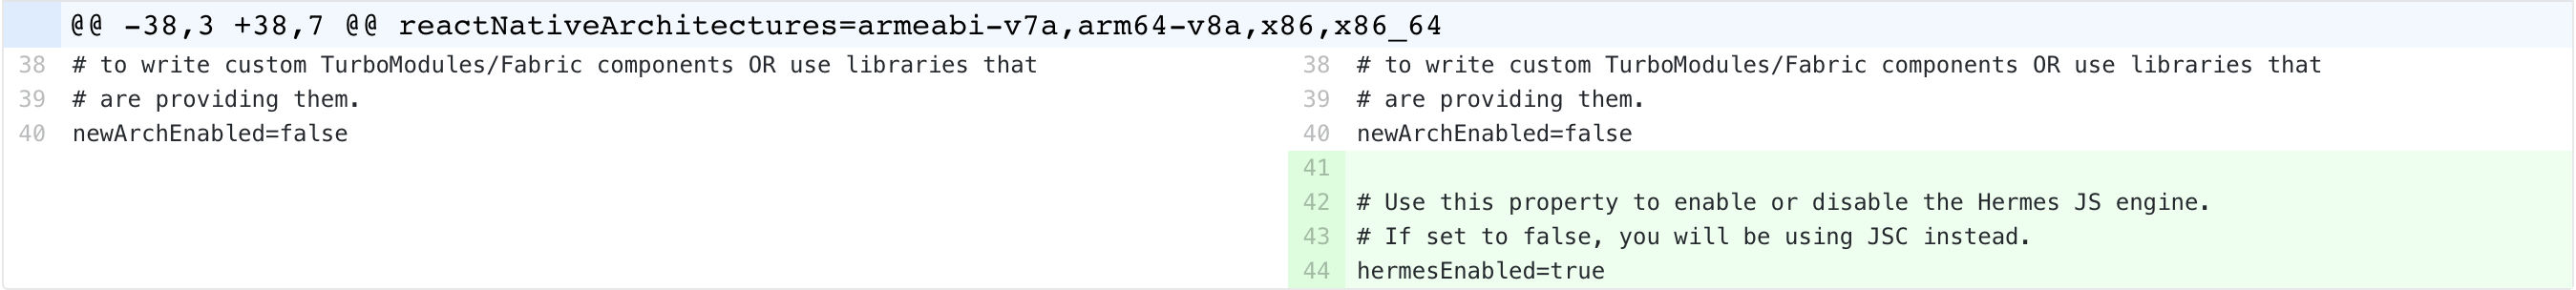 @@ -38,3 +38,7 @@ reactNativeArchitectures=armeabi-v7a,arm64-v8a,x86,x86_64
38 # to write custom TurboModules/Fabric components OR use libraries that
39 # are providing them.
40 newArchEnabled=false
38 # to write custom TurboModules/Fabric components OR use libraries that
39 # are providing them.
40 newArchEnabled=false
41
42 # Use this property to enable or disable the Hermes JS engine.
43 # If set to false, you will be using JSC instead.
44 hermesEnabled=true